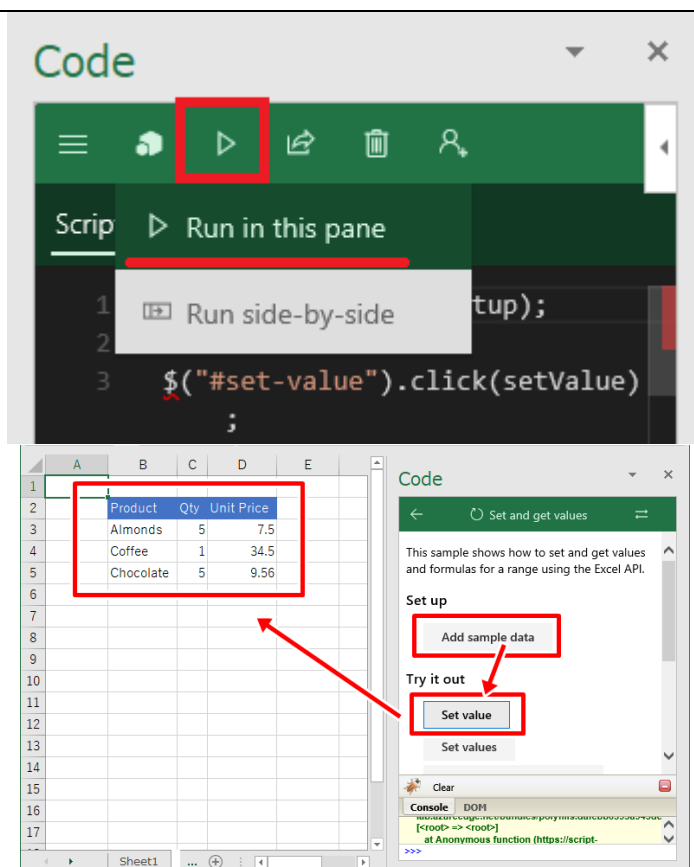 Code
Scrip
Run in this pane
Run side-by-side
1 tup);
2
3 $("#set-value").click(setValue)
;
A B C D E
1
2 Product Qty Unit Price
3 Almonds 5 7.5
4 Coffee 1 34.5
5 Chocolate 5 9.56
6
7
8
9
10
11
12
13
14
15
16
17
Sheet1 ...
Code
Set and get values
This sample shows how to set and get values
and formulas for a range using the Excel API.
Set up
Add sample data
Try it out
Set value
Set values
Clear
Console DOM
[<root> => <root>]
at Anonymous function (https://script-
>>>